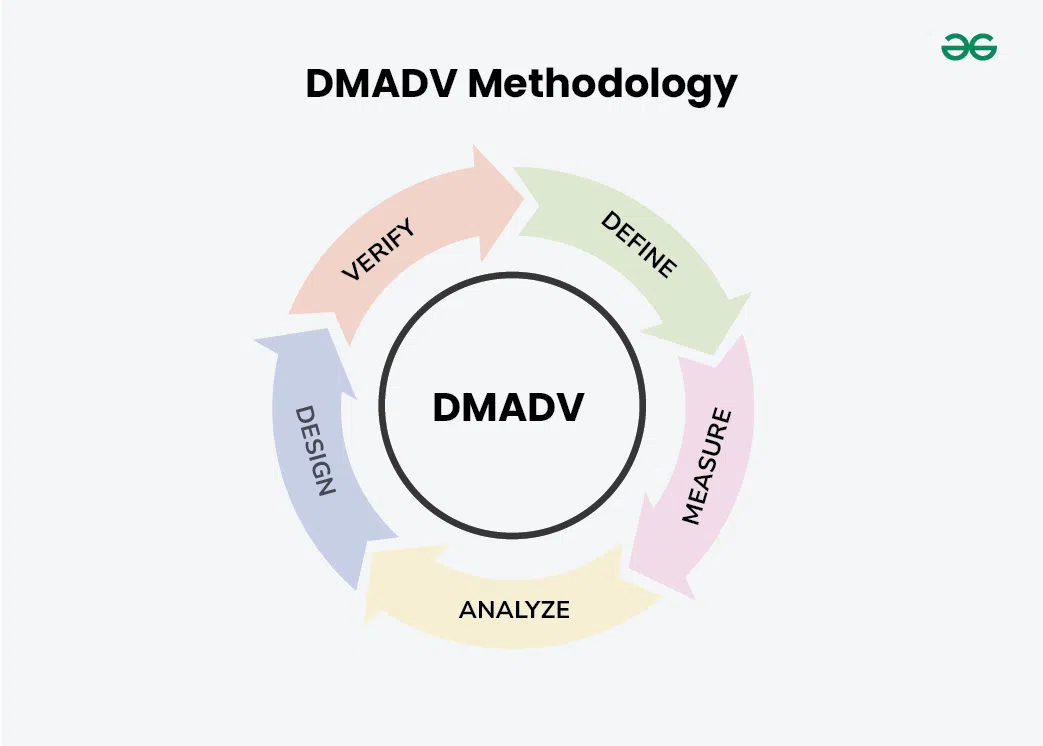 DMADV Methodology
VERIFY
DEFINE
DMADV
MEASURE
DESIGN
ANALYZE